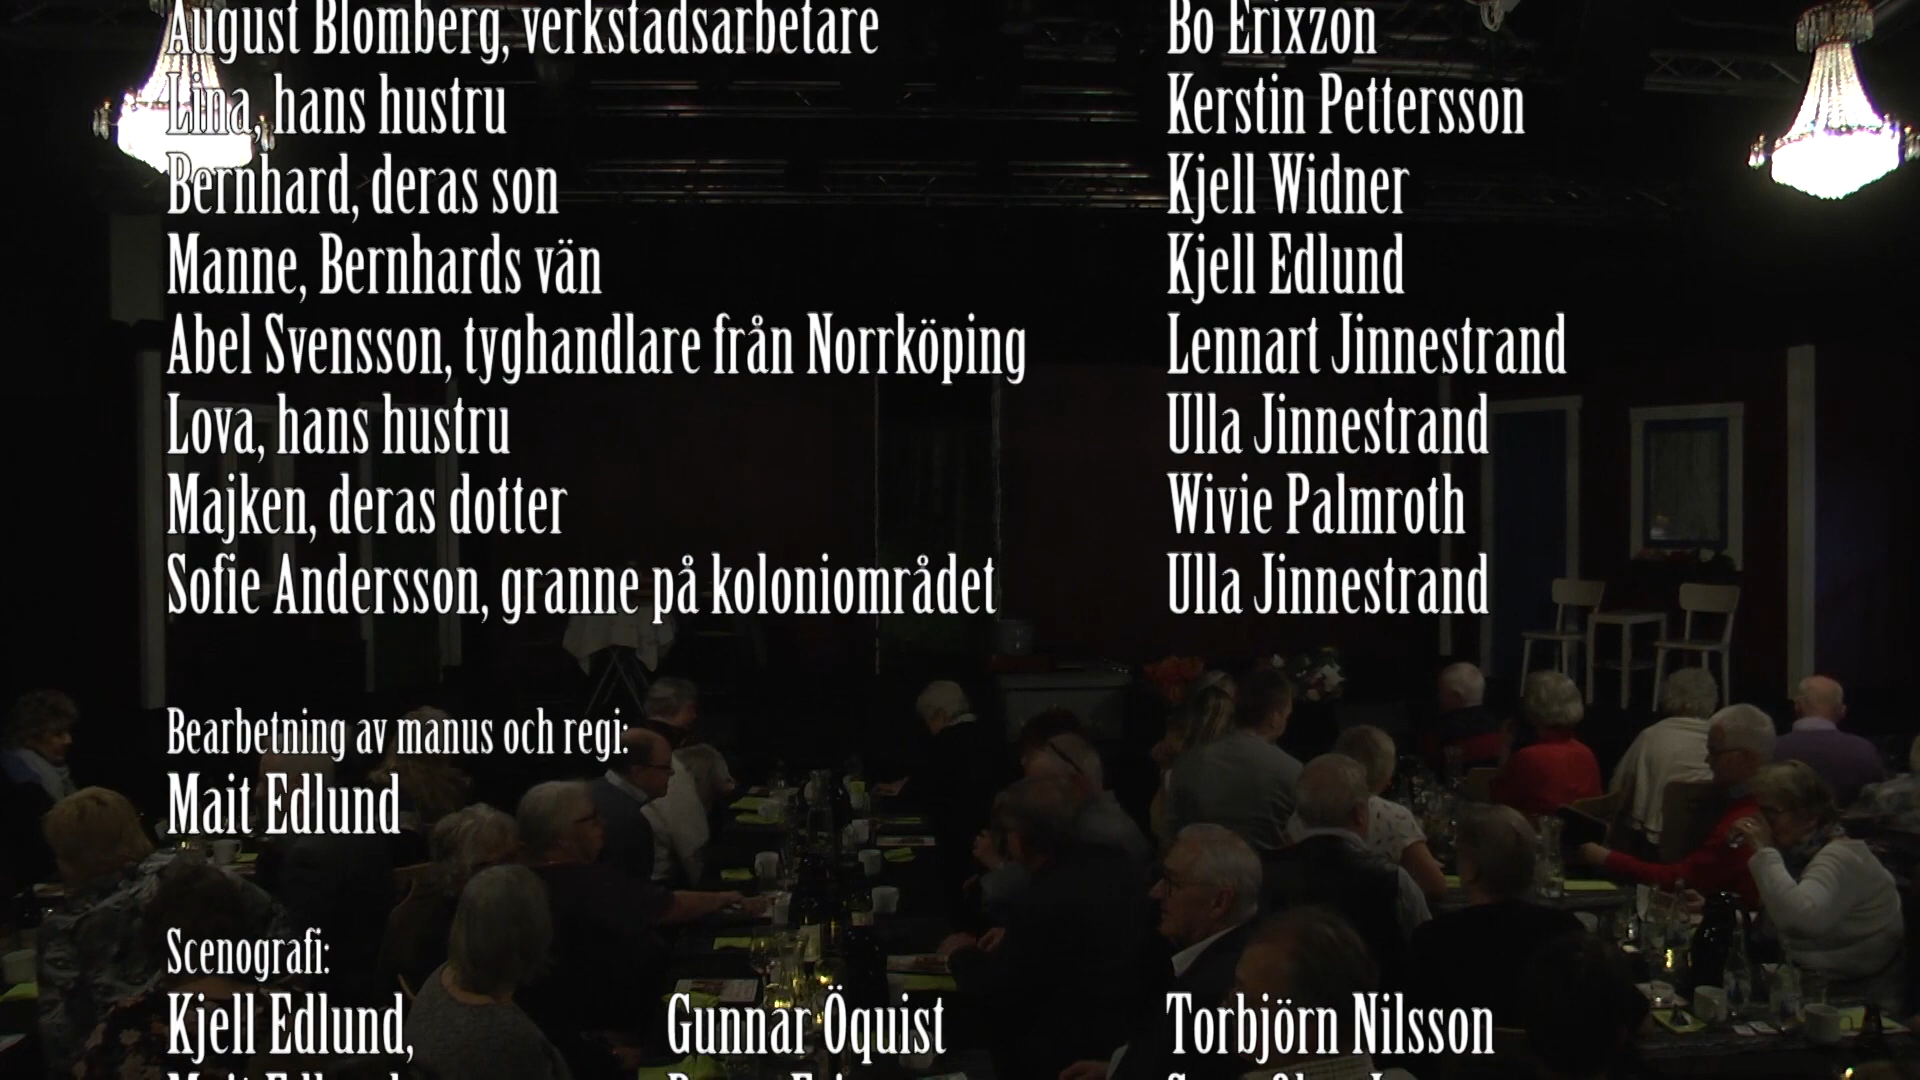 August Blomberg, verkstadsarbetare Bo Erixzon
Lina, hans hustru Kerstin Pettersson
Bernhard, deras son Kjell Widner
Manne, Bernhards vän Kjell Edlund
Abel Svensson, tyghandlare från Norrköping Lennart Jinnestrand
Lova, hans hustru Ulla Jinnestrand
Majken, deras dotter Wivie Palmroth
Sofie Andersson, granne på koloniområdet Ulla Jinnestrand
Bearbetning av manus och regi:
Mait Edlund
Scenografi:
Kjell Edlund, Gunnar Öquist Torbjörn Nilsson
Mait Edlund